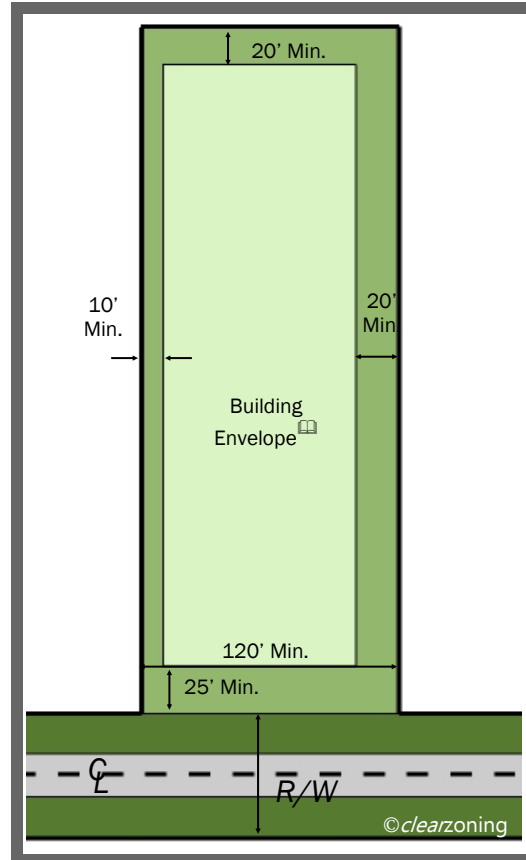 20’ Min.
10’
Min.
20’
Min
Building
Envelope
120’ Min.
25’ Min.
CL
R/W
©clearzoning